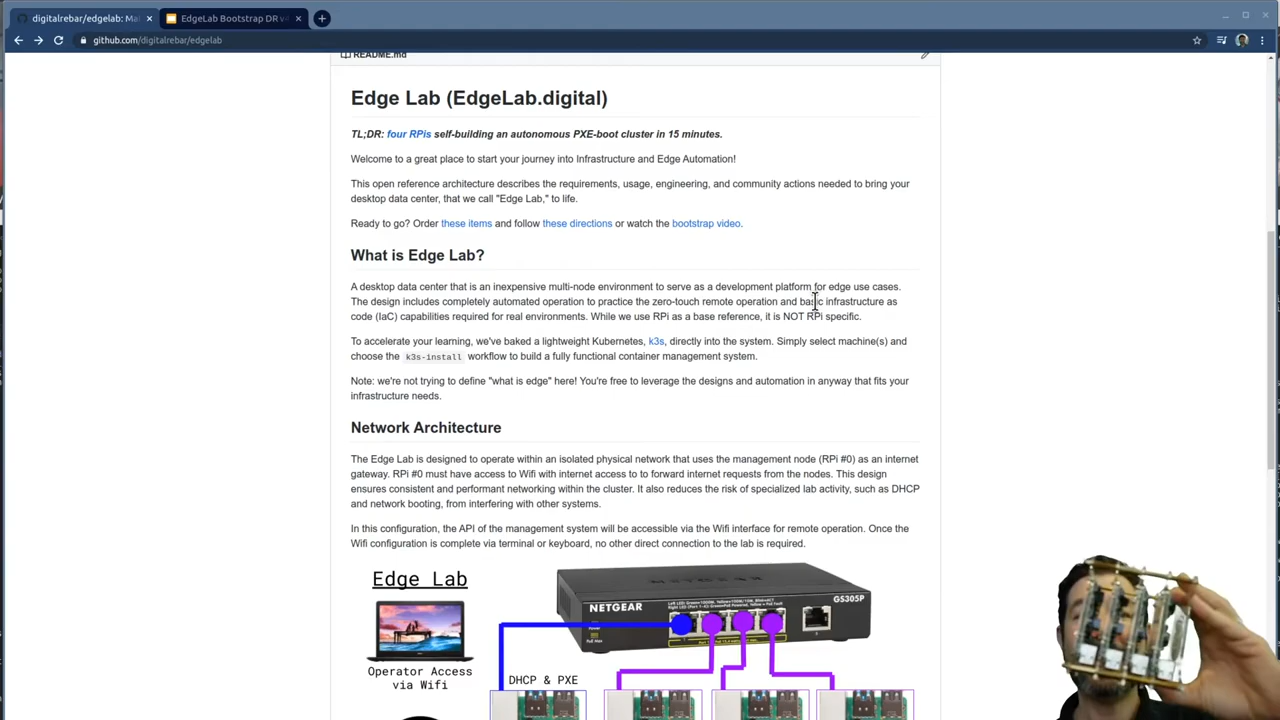 digitalrebar/edgelab: Ma
EdgeLab Bootstrap DR v
github.com/digitalrebar/edgelab
README.md
Edge Lab (EdgeLab.digital)
TL;DR: four RPis self-building an autonomous PXE-boot cluster in 15 minutes.
Welcome to a great place to start your journey into Infrastructure and Edge Automation!
This open reference architecture describes the requirements, usage, engineering, and community actions needed to bring your
desktop data center, that we call "Edge Lab," to life.
Ready to go? Order these items and follow these directions or watch the bootstrap video.
What is Edge Lab?
A desktop data center that is an inexpensive multi-node environment to serve as a development platform for edge use cases.
The design includes completely automated operation to practice the zero-touch remote operation and basic infrastructure as
code (IaC) capabilities required for real environments. While we use RPi as a base reference, it is NOT RPi specific.
To accelerate your learning, we've baked a lightweight Kubernetes, k3s, directly into the system. Simply select machine(s) and
choose the k3s-install workflow to build a fully functional container management system.
Note: we're not trying to define "what is edge" here! You're free to leverage the designs and automation in anyway that fits your
infrastructure needs.
Network Architecture
The Edge Lab is designed to operate within an isolated physical network that uses the management node (RPi #0) as an internet
gateway. RPi #0 must have access to Wifi with internet access to to forward internet requests from the nodes. This design
ensures consistent and performant networking within the cluster. It also reduces the risk of specialized lab activity, such as DHCP
and network booting, from interfering with other systems.
In this configuration, the API of the management system will be accessible via the Wifi interface for remote operation. Once the
Wifi configuration is complete via terminal or keyboard, no other direct connection to the lab is required.
Edge Lab
NETGEAR
GS305P
Operator Access
via Wifi
DHCP & PXE